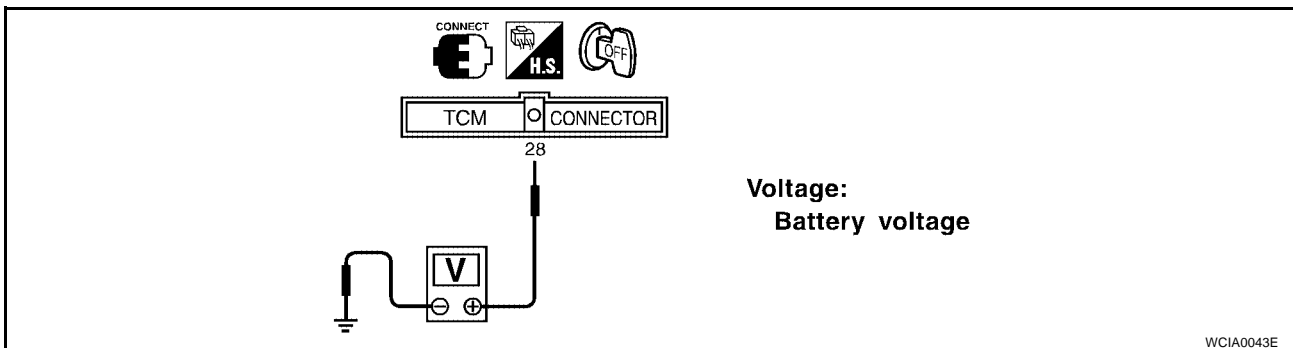 CONNECT
H.S.
OFF
TCM CONNECTOR
28
Voltage:
Battery voltage
V
WCIA0043E